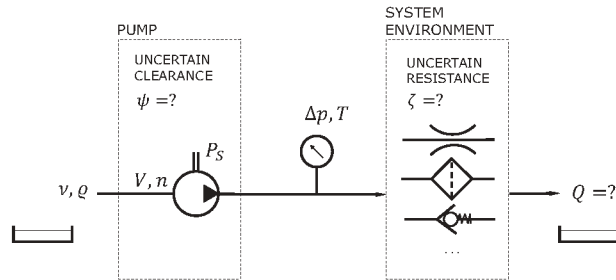 PUMP
SYSTEM
ENVIRONMENT
UNCERTAIN
CLEARANCE
ψ =?
UNCERTAIN
RESISTANCE
ζ =?
Δp, T
P_S
ν, ϱ
V, n
Q =?
...